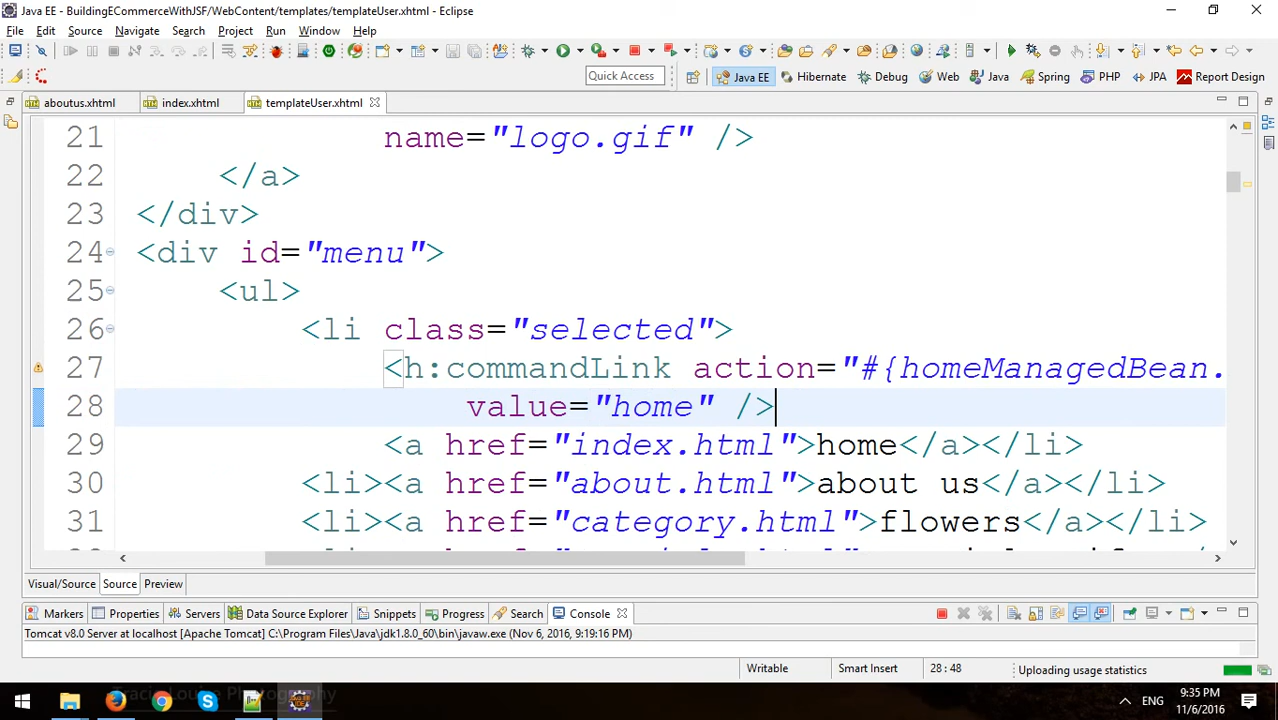 Java EE - BuildingECommerceWithJSF/WebContent/templates/templateUser.xhtml - Eclipse
File Edit Source Navigate Search Project Run Window Help
Quick Access Java EE Hibernate Debug Web Java Spring PHP JPA Report Design
aboutus.xhtml index.xhtml templateUser.xhtml
21 name="logo.gif" />
22 </a>
23 </div>
24 <div id="menu">
25 <ul>
26 <li class="selected">
27 <h:commandLink action="#{homeManagedBean.
28 value="home" />
29 <a href="index.html">home</a></li>
30 <li><a href="about.html">about us</a></li>
31 <li><a href="category.html">flowers</a></li>
Visual/Source Source Preview
Markers Properties Servers Data Source Explorer Snippets Progress Search Console
Tomcat v8.0 Server at localhost [Apache Tomcat] C:\Program Files\Java\jdk1.8.0_60\bin\javaw.exe (Nov 6, 2016, 9:19:16 PM)
Writable Smart Insert 28 : 48 Uploading usage statistics
ENG 9:35 PM
11/6/2016